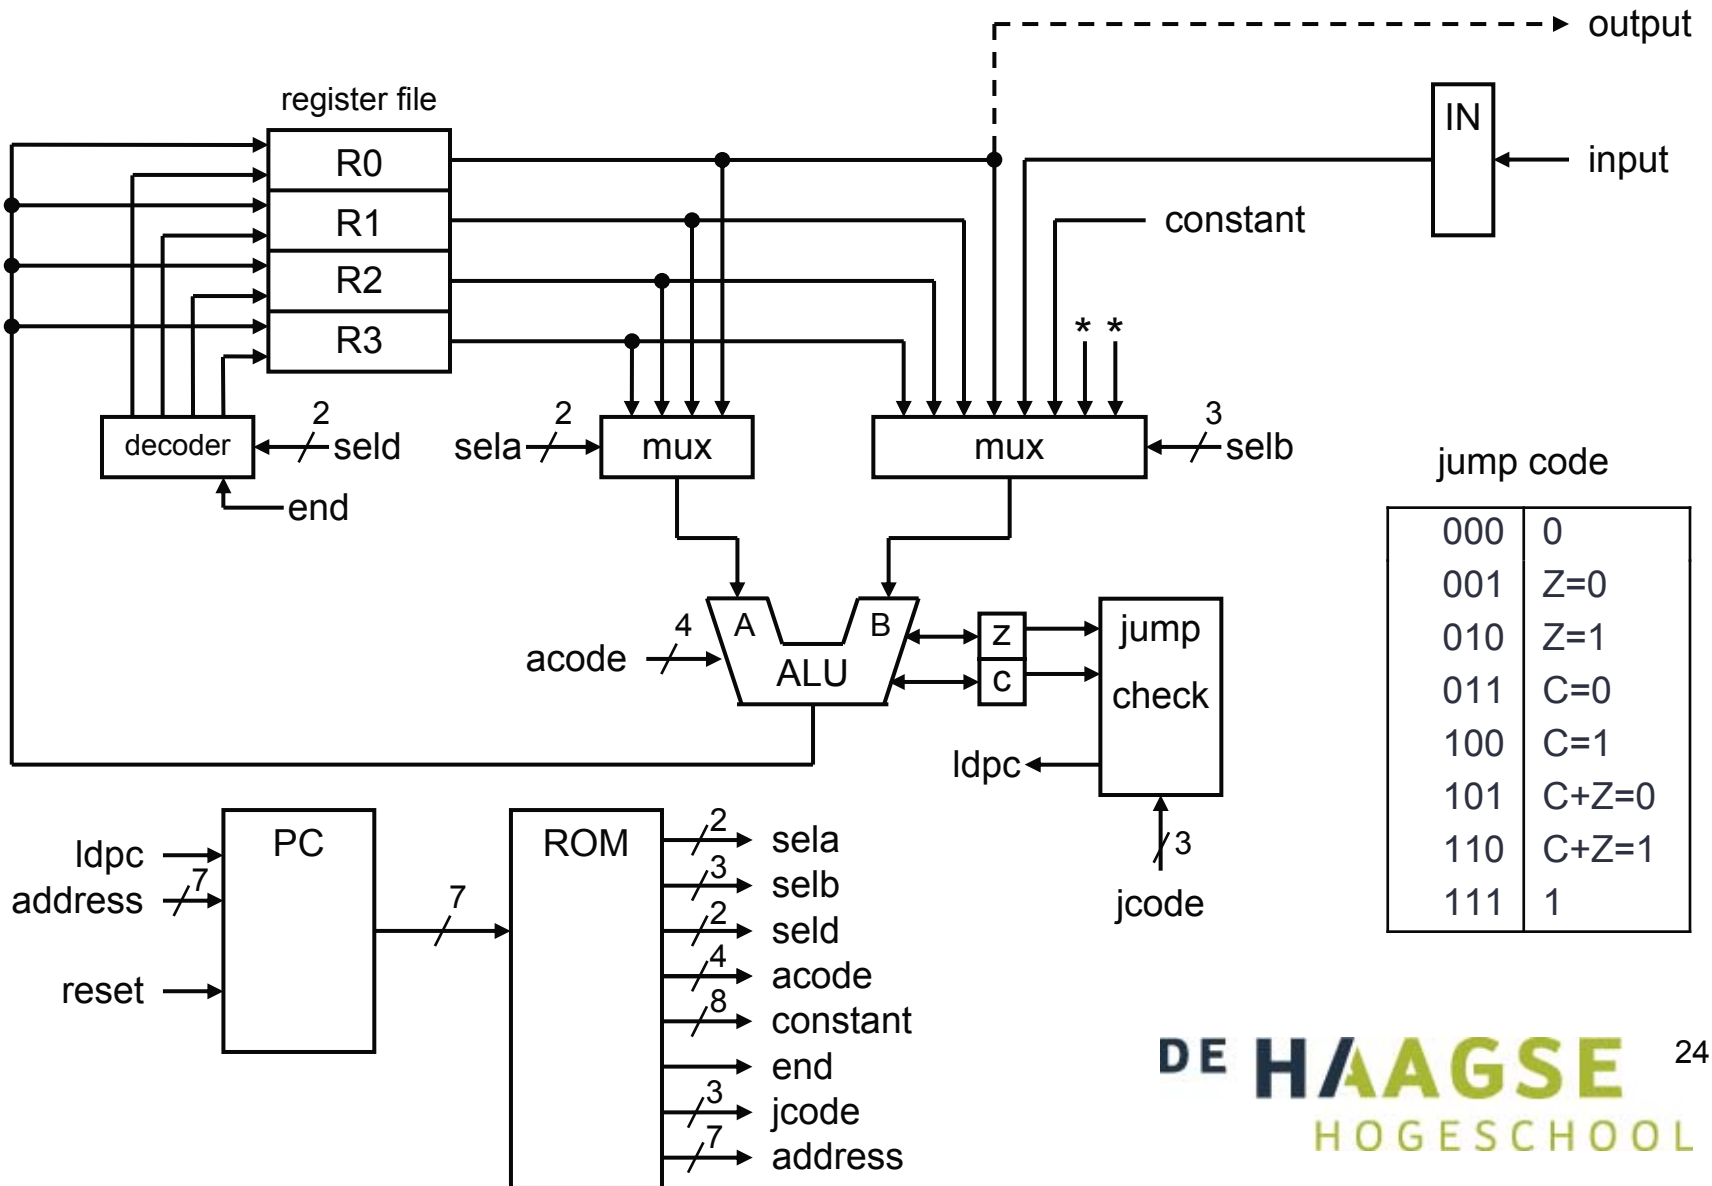 output
register file
IN
R0
input
R1
constant
R2
* *
R3
2
2
3
decoder
seld
sela
mux
mux
selb
end
jump code
000 0
001 Z=0
010 Z=1
011 C=0
100 C=1
101 C+Z=0
110 C+Z=1
111 1
4
A
B
z
c
jump
check
acode
ALU
ldpc
3
jcode
PC
ROM
ldpc
7
address
reset
7
2
sela
3
selb
2
seld
4
acode
8
constant
end
3
jcode
7
address
DE HAAGSE
HOGESCHOOL
24